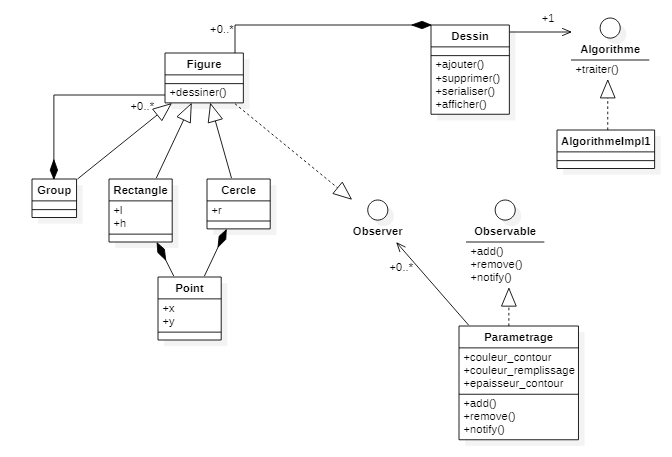 +0..*
Dessin
+ajouter()
+supprimer()
+serialiser()
+afficher()
+1
Algorithme
+traiter()
AlgorithmeImpl1
Figure
+dessiner()
+0..*
Group
Rectangle
+l
+h
Cercle
+r
Point
+x
+y
Observer
+0..*
Observable
+add()
+remove()
+notify()
Parametrage
+couleur_contour
+couleur_remplissage
+epaisseur_contour
+add()
+remove()
+notify()